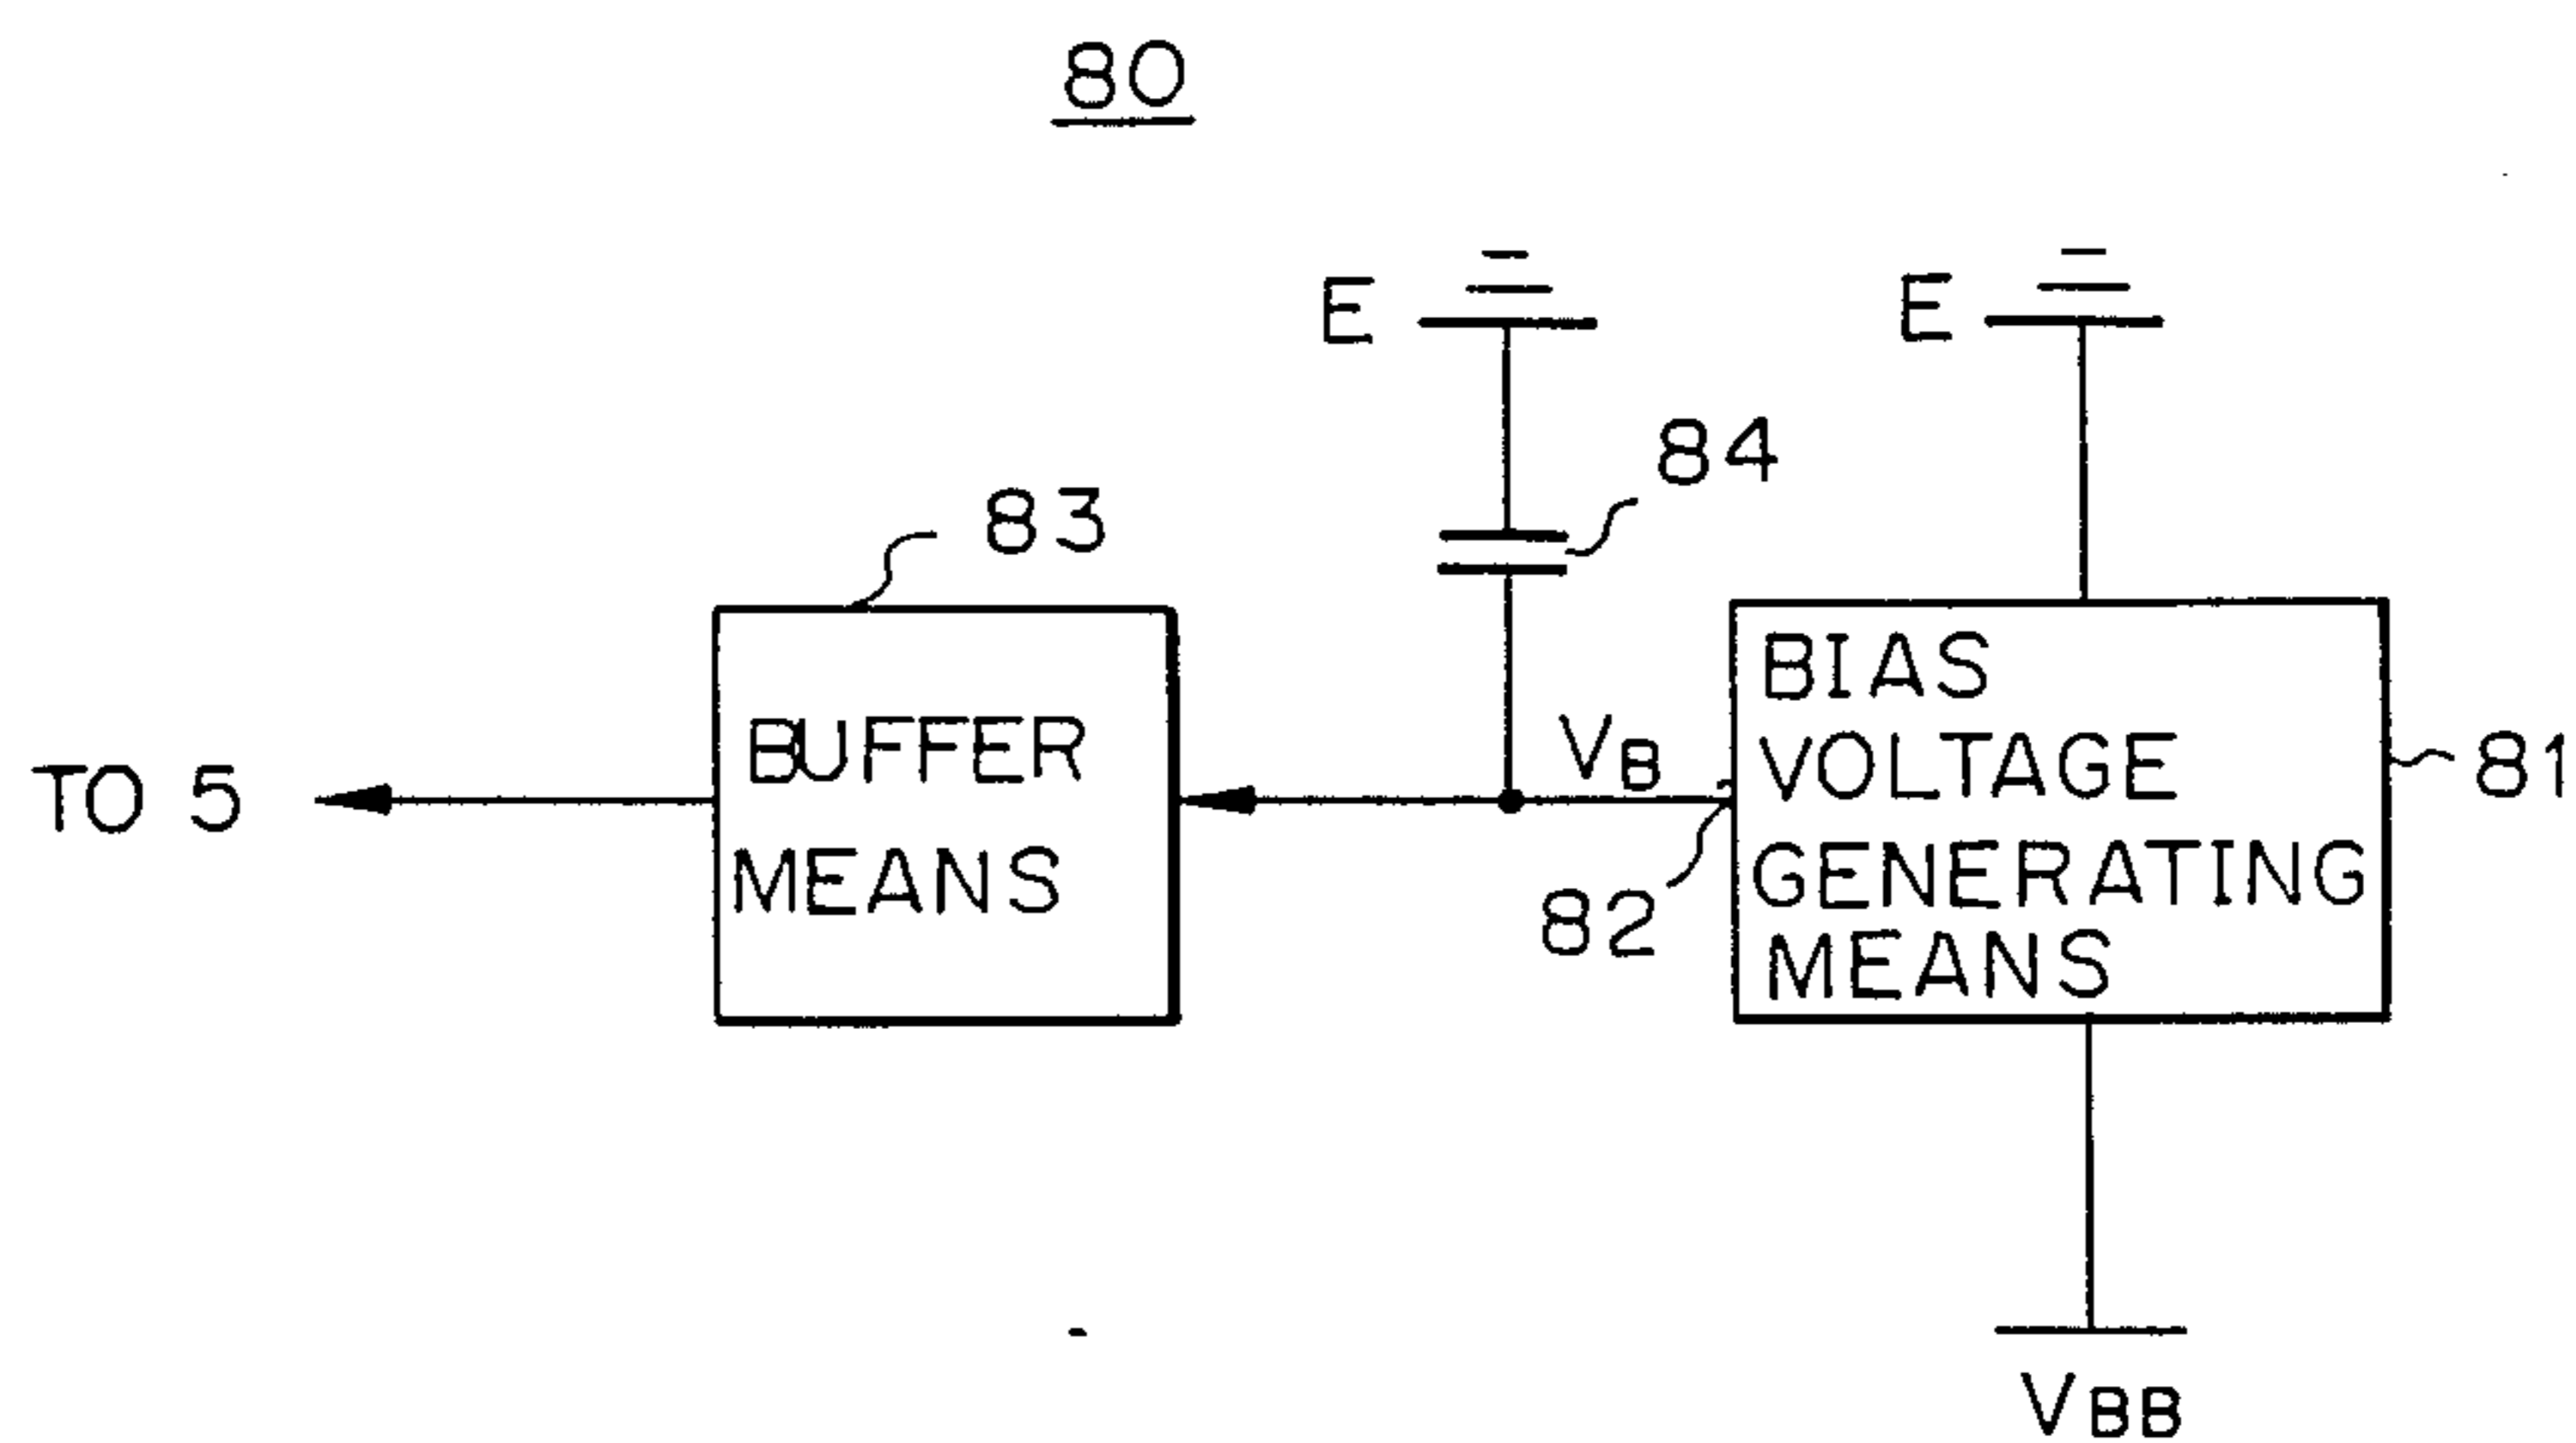 80
E
E
84
83
BIAS
VOLTAGE
GENERATING
MEANS
81
VB
BUFFER
MEANS
TO 5
82
VBB